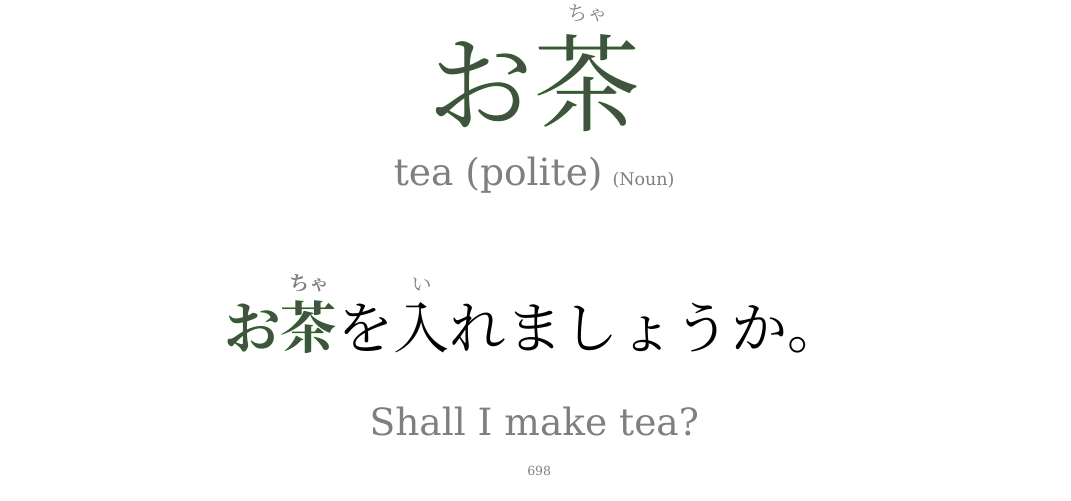 ちゃ
お茶
tea (polite) (Noun)
ちゃ い
お茶を入れましょうか。
Shall I make tea?
698